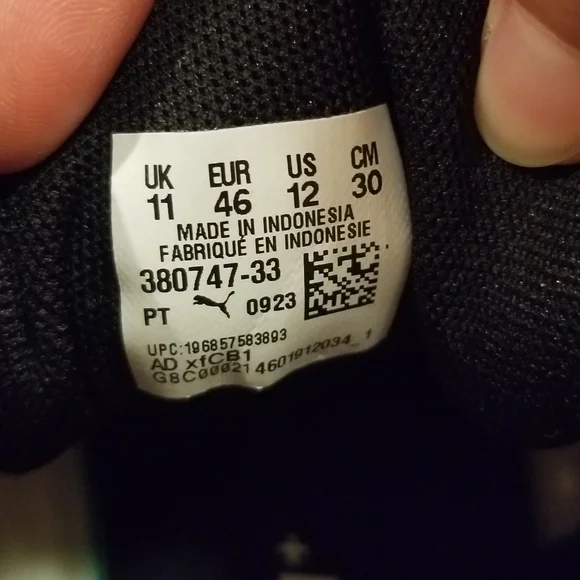 UK EUR US CM
11 46 12 30
MADE IN INDONESIA
FABRIQUÉ EN INDONESIE
380747-33
PT 0923
UPC:196857583893
AD xfCB1
G8C00021 4601912034_1